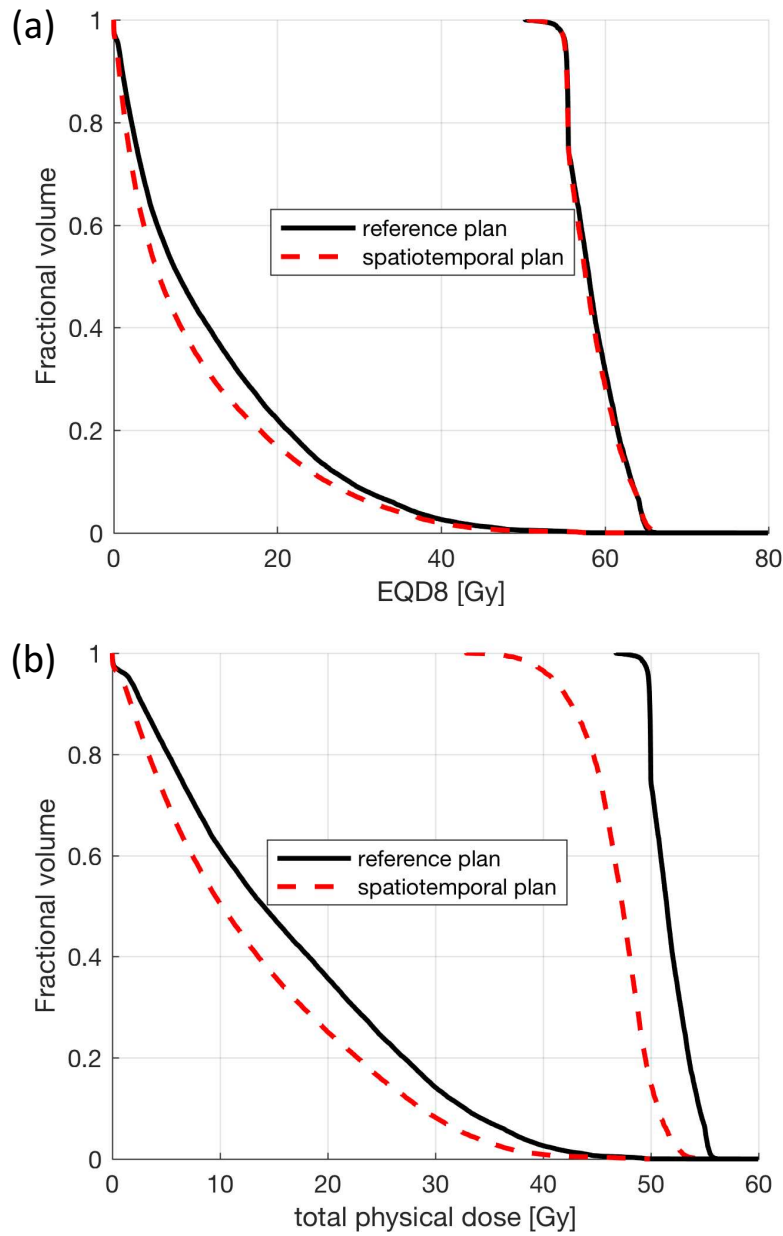 (a)
1
0.8
0.6
0.4
0.2
0
Fractional volume
reference plan
spatiotemporal plan
0 20 40 60 80
EQD8 [Gy]
(b)
1
0.8
0.6
0.4
0.2
0
Fractional volume
reference plan
spatiotemporal plan
0 10 20 30 40 50 60
total physical dose [Gy]